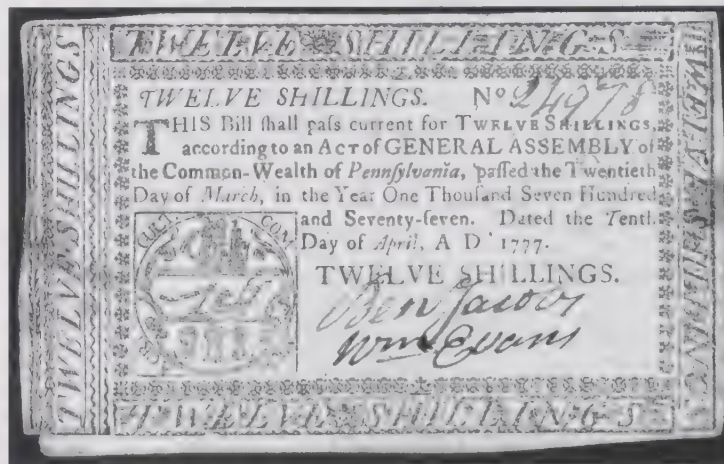 TWELVE SHILLINGS
TWELVE SHILLINGS. No 24978
THIS Bill ſhall paſs current for TWELVE SHILLINGS,
according to an ACT of GENERAL ASSEMBLY of
the Common-Wealth of Pennſylvania, paſſed the Twentieth
Day of March, in the Year One Thouſand Seven Hundred
and Seventy-ſeven. Dated the Tenth
Day of April, A D 1777.
TWELVE SHILLINGS.
Ben Jacobs
Wm Evans
TWELVE SHILLINGS
TWELVE SHILLINGS
TWELVE SHILLINGS